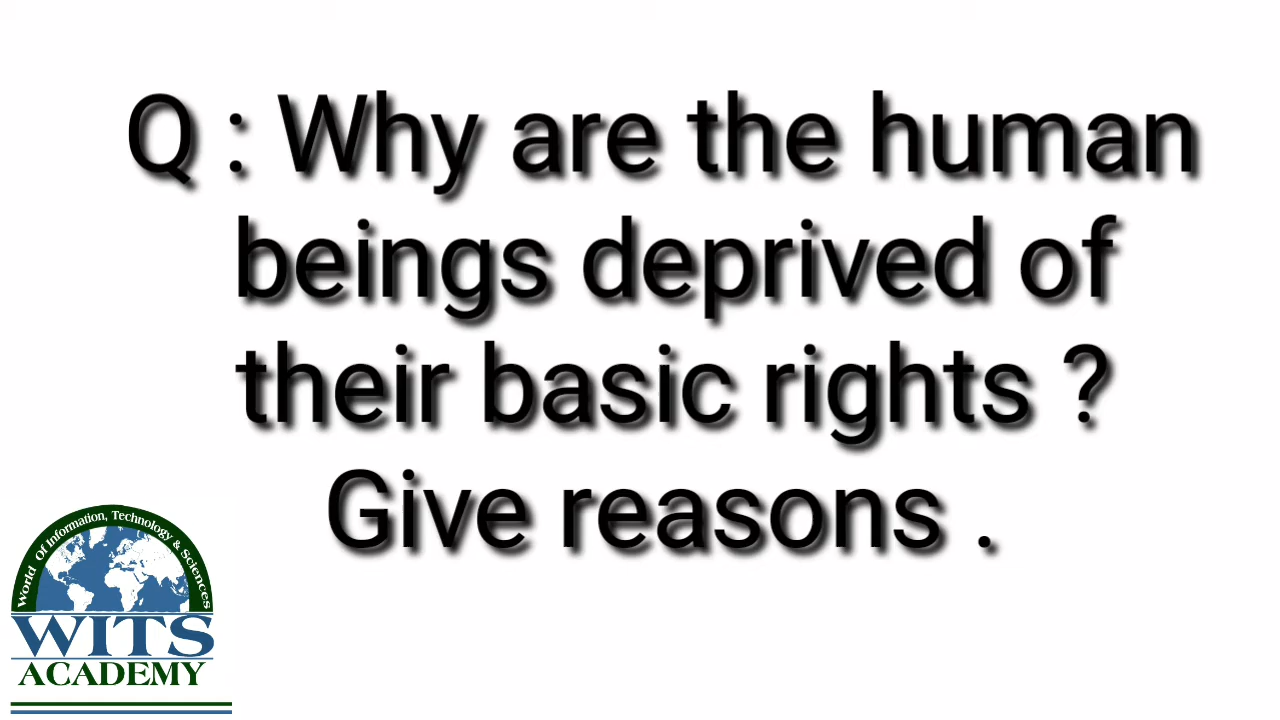 Q : Why are the human
beings deprived of
their basic rights ?
Give reasons .
World Of Information, Technology & Sciences
WITS
ACADEMY